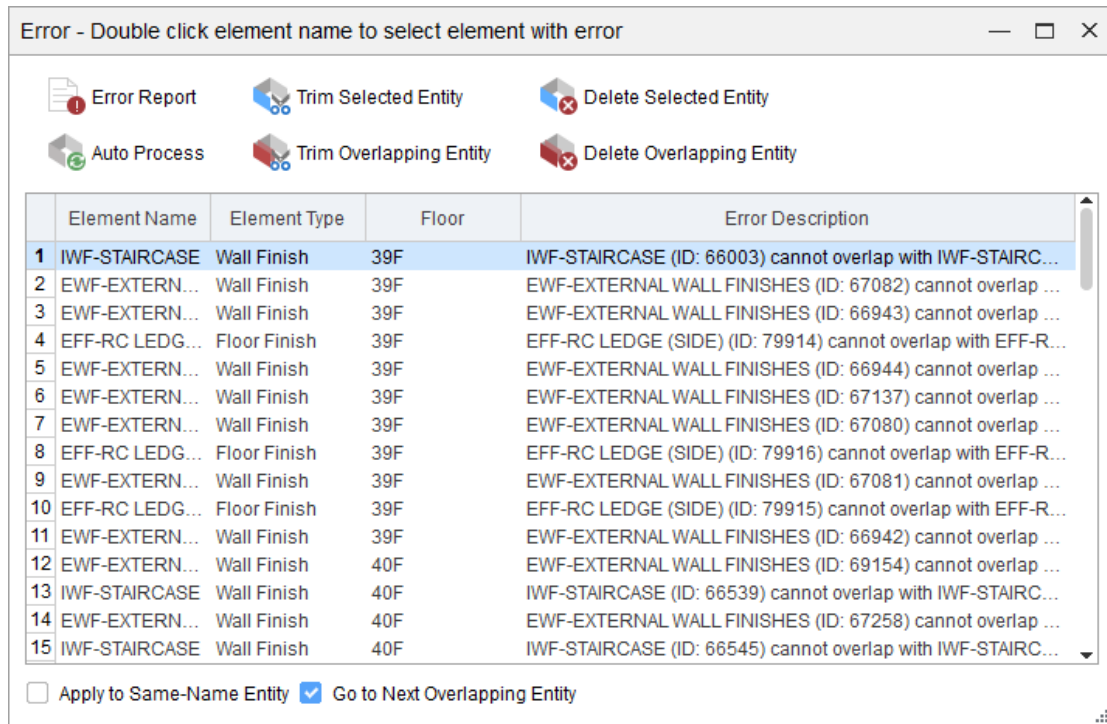 Error - Double click element name to select element with error
Error Report Trim Selected Entity Delete Selected Entity
Auto Process Trim Overlapping Entity Delete Overlapping Entity
Element Name Element Type Floor Error Description
1 IWF-STAIRCASE Wall Finish 39F IWF-STAIRCASE (ID: 66003) cannot overlap with IWF-STAIRC...
2 EWF-EXTERN... Wall Finish 39F EWF-EXTERNAL WALL FINISHES (ID: 67082) cannot overlap ...
3 EWF-EXTERN... Wall Finish 39F EWF-EXTERNAL WALL FINISHES (ID: 66943) cannot overlap ...
4 EFF-RC LEDG... Floor Finish 39F EFF-RC LEDGE (SIDE) (ID: 79914) cannot overlap with EFF-R...
5 EWF-EXTERN... Wall Finish 39F EWF-EXTERNAL WALL FINISHES (ID: 66944) cannot overlap ...
6 EWF-EXTERN... Wall Finish 39F EWF-EXTERNAL WALL FINISHES (ID: 67137) cannot overlap ...
7 EWF-EXTERN... Wall Finish 39F EWF-EXTERNAL WALL FINISHES (ID: 67080) cannot overlap ...
8 EFF-RC LEDG... Floor Finish 39F EFF-RC LEDGE (SIDE) (ID: 79916) cannot overlap with EFF-R...
9 EWF-EXTERN... Wall Finish 39F EWF-EXTERNAL WALL FINISHES (ID: 67081) cannot overlap ...
10 EFF-RC LEDG... Floor Finish 39F EFF-RC LEDGE (SIDE) (ID: 79915) cannot overlap with EFF-R...
11 EWF-EXTERN... Wall Finish 39F EWF-EXTERNAL WALL FINISHES (ID: 66942) cannot overlap ...
12 EWF-EXTERN... Wall Finish 40F EWF-EXTERNAL WALL FINISHES (ID: 69154) cannot overlap ...
13 IWF-STAIRCASE Wall Finish 40F IWF-STAIRCASE (ID: 66539) cannot overlap with IWF-STAIRC...
14 EWF-EXTERN... Wall Finish 40F EWF-EXTERNAL WALL FINISHES (ID: 67258) cannot overlap ...
15 IWF-STAIRCASE Wall Finish 40F IWF-STAIRCASE (ID: 66545) cannot overlap with IWF-STAIRC...
Apply to Same-Name Entity Go to Next Overlapping Entity